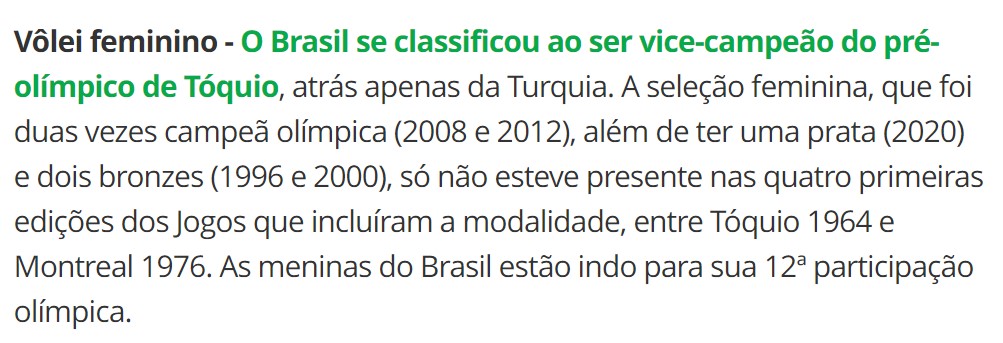 Vôlei feminino - O Brasil se classificou ao ser vice-campeão do pré-
olímpico de Tóquio, atrás apenas da Turquia. A seleção feminina, que foi
duas vezes campeã olímpica (2008 e 2012), além de ter uma prata (2020)
e dois bronzes (1996 e 2000), só não esteve presente nas quatro primeiras
edições dos Jogos que incluíram a modalidade, entre Tóquio 1964 e
Montreal 1976. As meninas do Brasil estão indo para sua 12ª participação
olímpica.